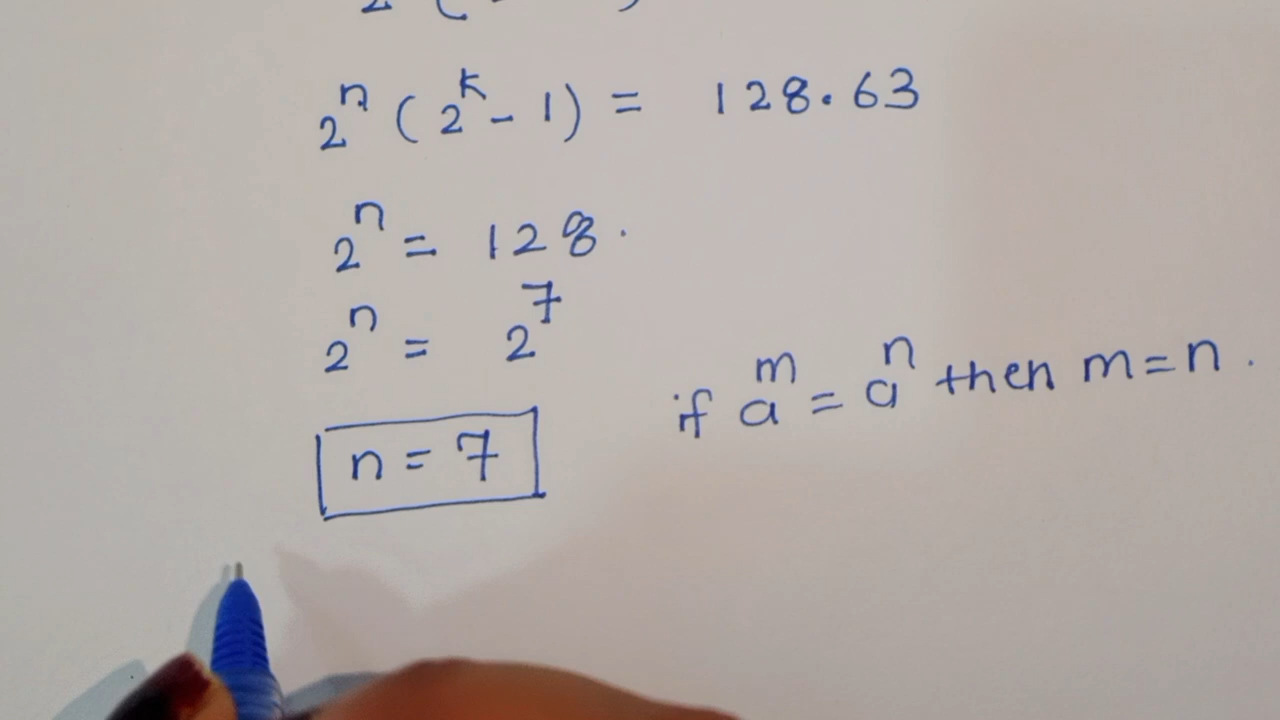 2^n (2^k - 1) = 128.63
2^n = 128.
2^n = 2^7
if a^m = a^n then m = n.
n = 7